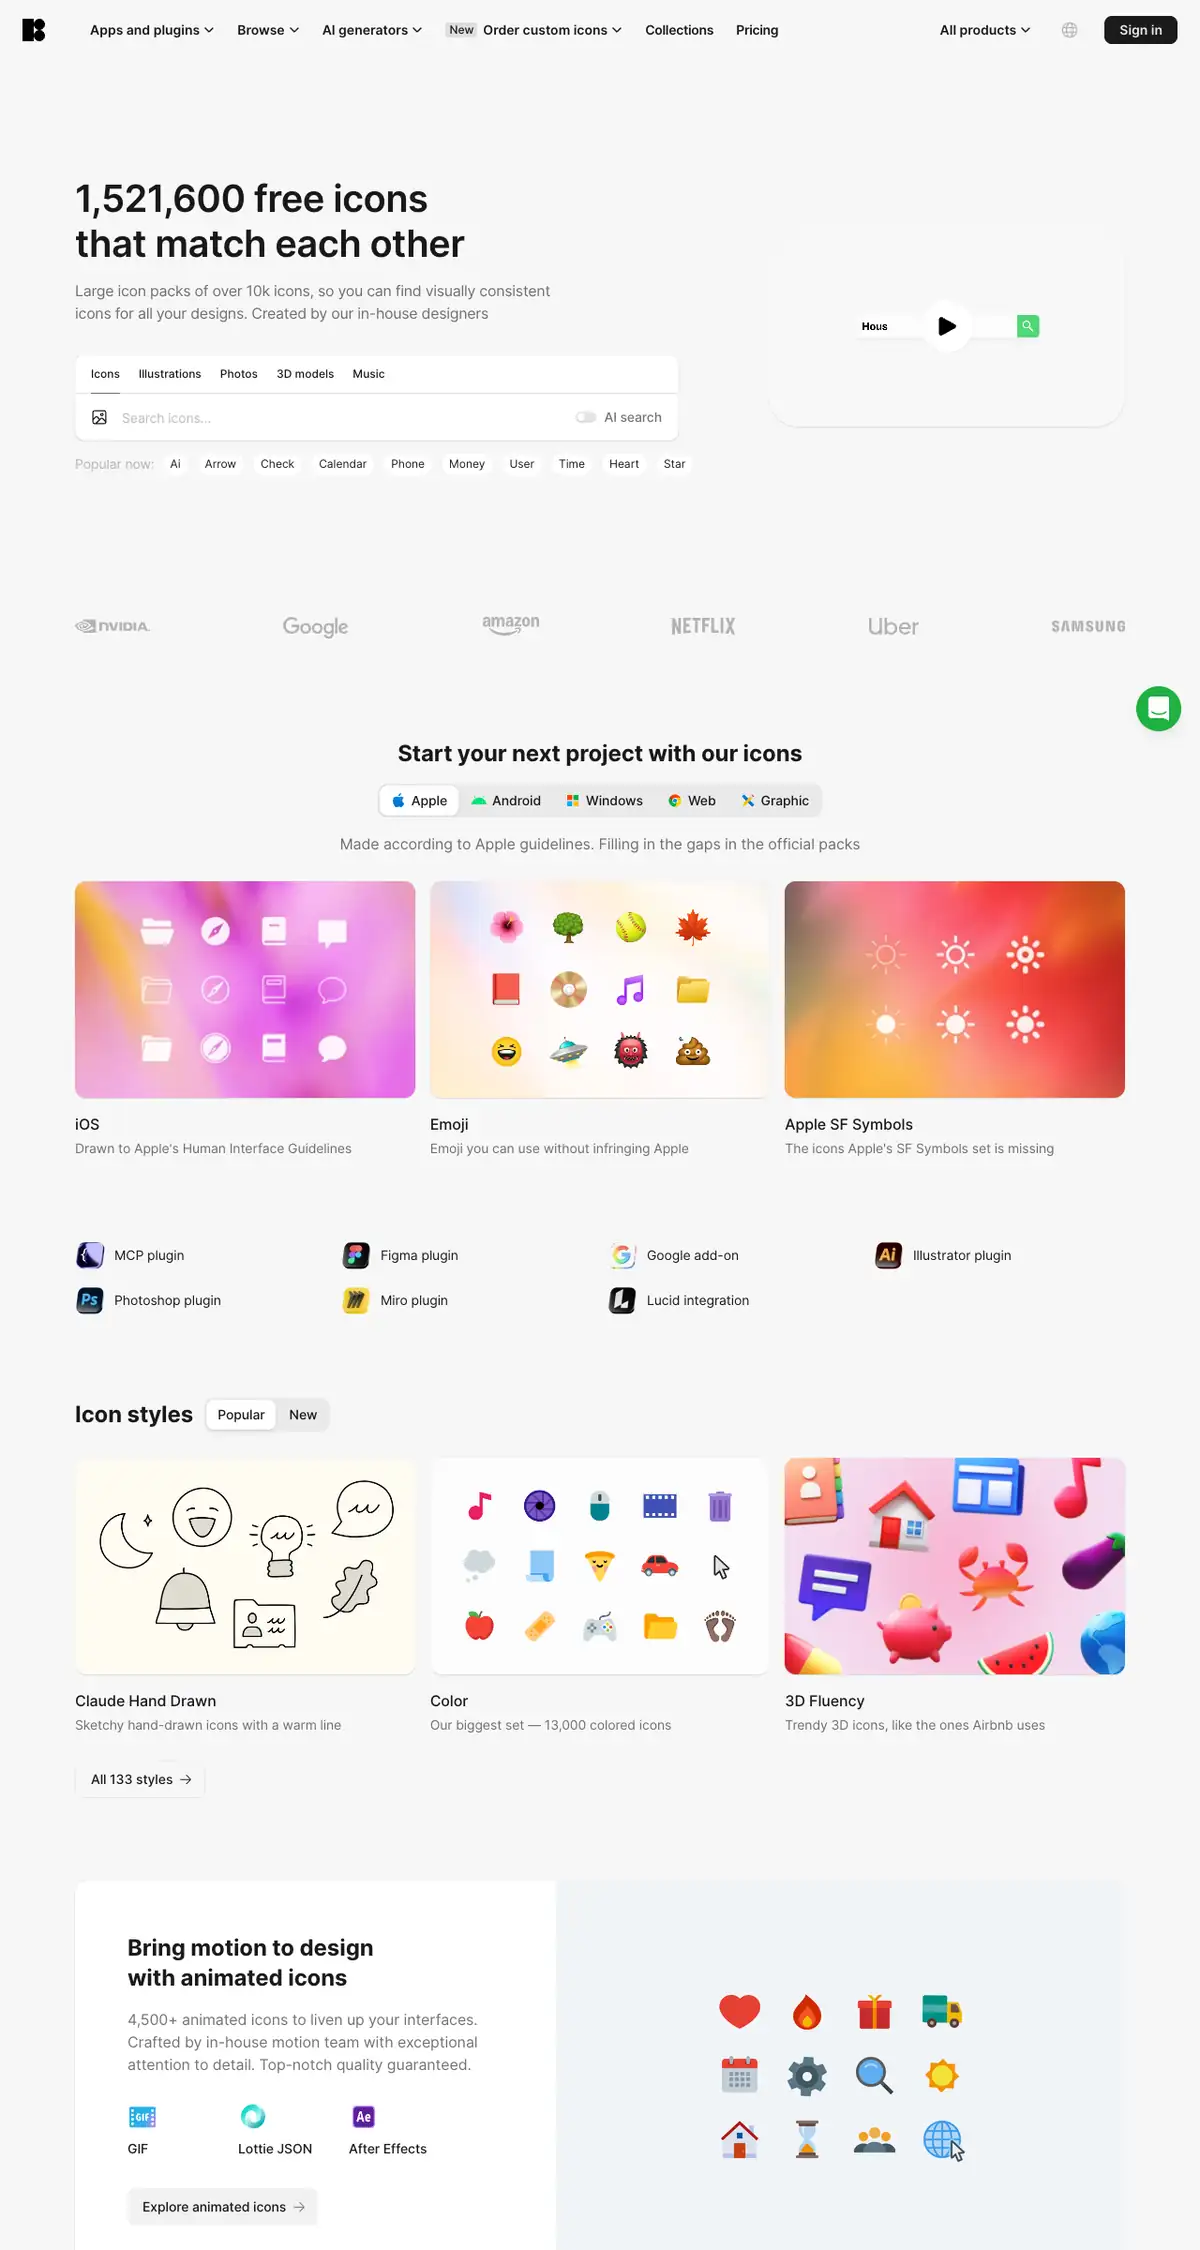 Apps and plugins
Browse
AI generators
New
Order custom icons
Collections
Pricing
All products
Sign in
1,521,600 free icons
that match each other
Large icon packs of over 10k icons, so you can find visually consistent
icons for all your designs. Created by our in-house designers
Hous
Icons
Illustrations
Photos
3D models
Music
Search icons...
AI search
Popular now:
Ai
Arrow
Check
Calendar
Phone
Money
User
Time
Heart
Star
NVIDIA.
Google
amazon
NETFLIX
Uber
SAMSUNG
Start your next project with our icons
Apple
Android
Windows
Web
Graphic
Made according to Apple guidelines. Filling in the gaps in the official packs
iOS
Drawn to Apple's Human Interface Guidelines
Emoji
Emoji you can use without infringing Apple
Apple SF Symbols
The icons Apple's SF Symbols set is missing
MCP plugin
Figma plugin
Google add-on
Ai
Illustrator plugin
Ps
Photoshop plugin
Miro plugin
Lucid integration
Icon styles
Popular
New
Claude Hand Drawn
Sketchy hand-drawn icons with a warm line
Color
Our biggest set — 13,000 colored icons
3D Fluency
Trendy 3D icons, like the ones Airbnb uses
All 133 styles →
Bring motion to design
with animated icons
4,500+ animated icons to liven up your interfaces.
Crafted by in-house motion team with exceptional
attention to detail. Top-notch quality guaranteed.
GIF
GIF
Lottie JSON
Ae
After Effects
Explore animated icons →